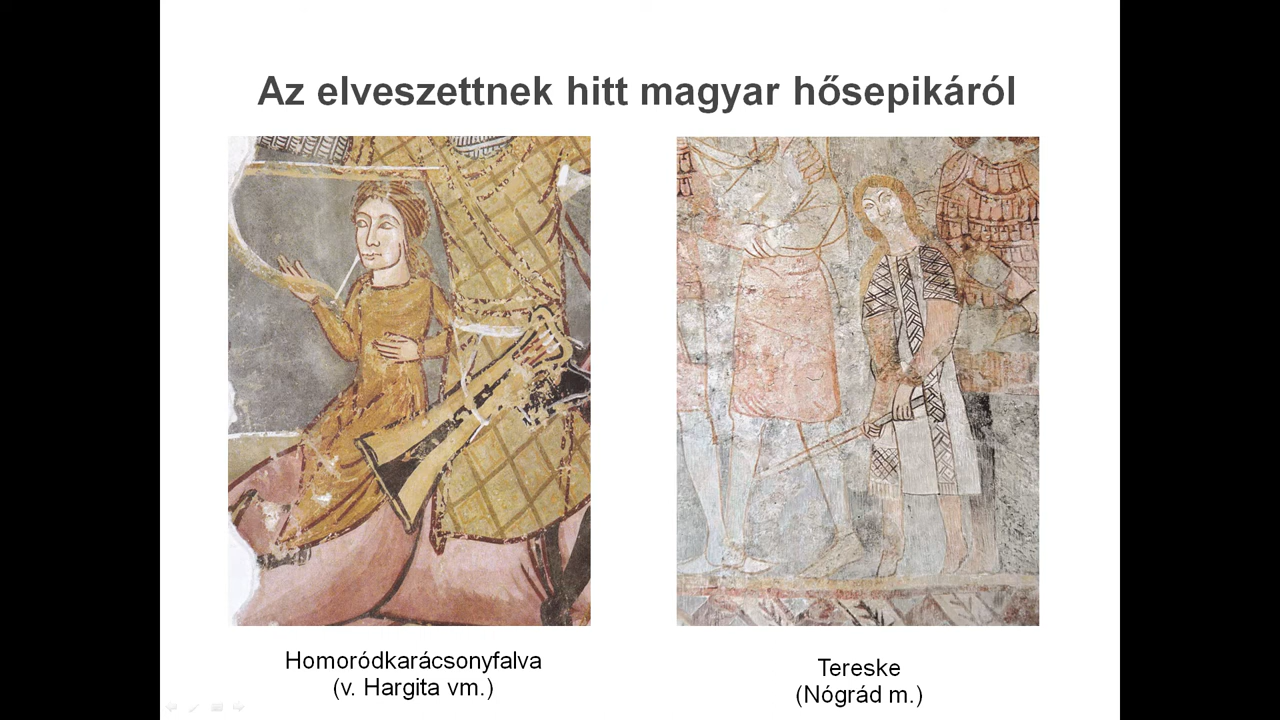 Az elveszettnek hitt magyar hősepikáról
Homoródkarácsonyfalva
(v. Hargita vm.)
Tereske
(Nógrád m.)